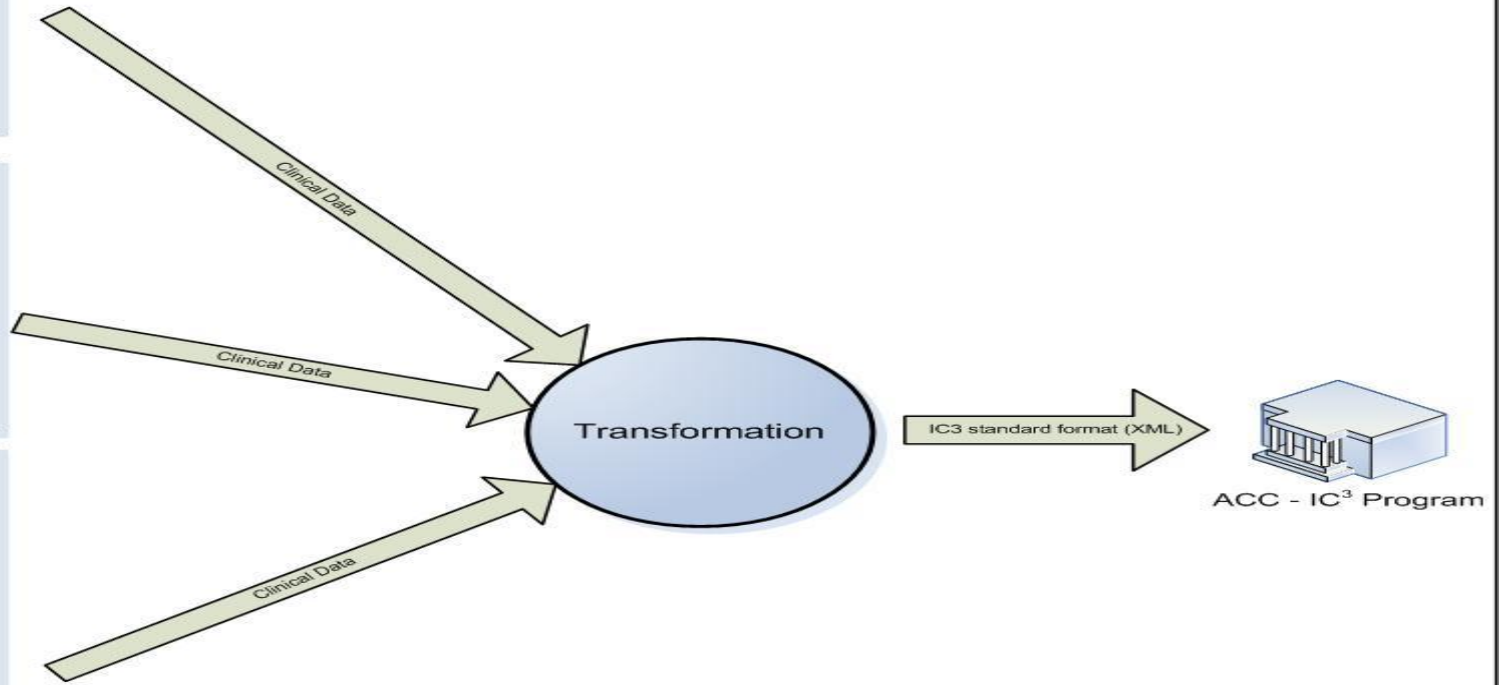 Clinical Data
Clinical Data
Transformation
IC3 standard format (XML)
ACC - IC³ Program
Clinical Data